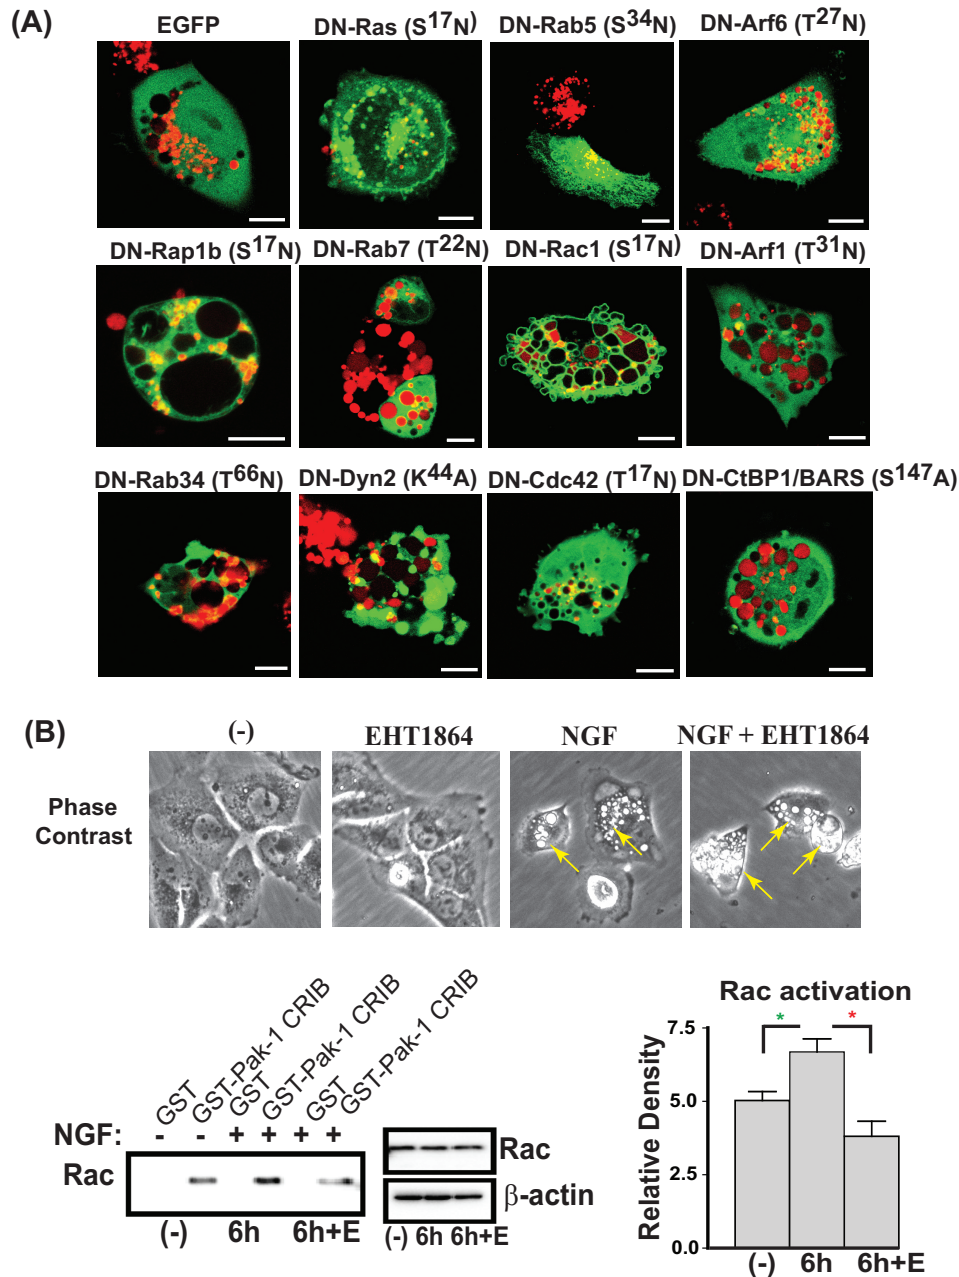 (A)
EGFP
DN-Ras (S17N)
DN-Rab5 (S34N)
DN-Arf6 (T27N)
DN-Rap1b (S17N)
DN-Rab7 (T22N)
DN-Rac1 (S17N)
DN-Arf1 (T31N)
DN-Rab34 (T66N)
DN-Dyn2 (K44A)
DN-Cdc42 (T17N)
DN-CtBP1/BARS (S147A)
(B)
(-)
EHT1864
NGF
NGF + EHT1864
Phase
Contrast
GST
GST-Pak-1 CRIB
GST
GST-Pak-1 CRIB
GST
GST-Pak-1 CRIB
NGF: - - + + + +
Rac
(-) 6h 6h+E
Rac
β-actin
(-) 6h 6h+E
Rac activation
* *
Relative Density
7.5
5.0
2.5
0.0
(-) 6h 6h+E